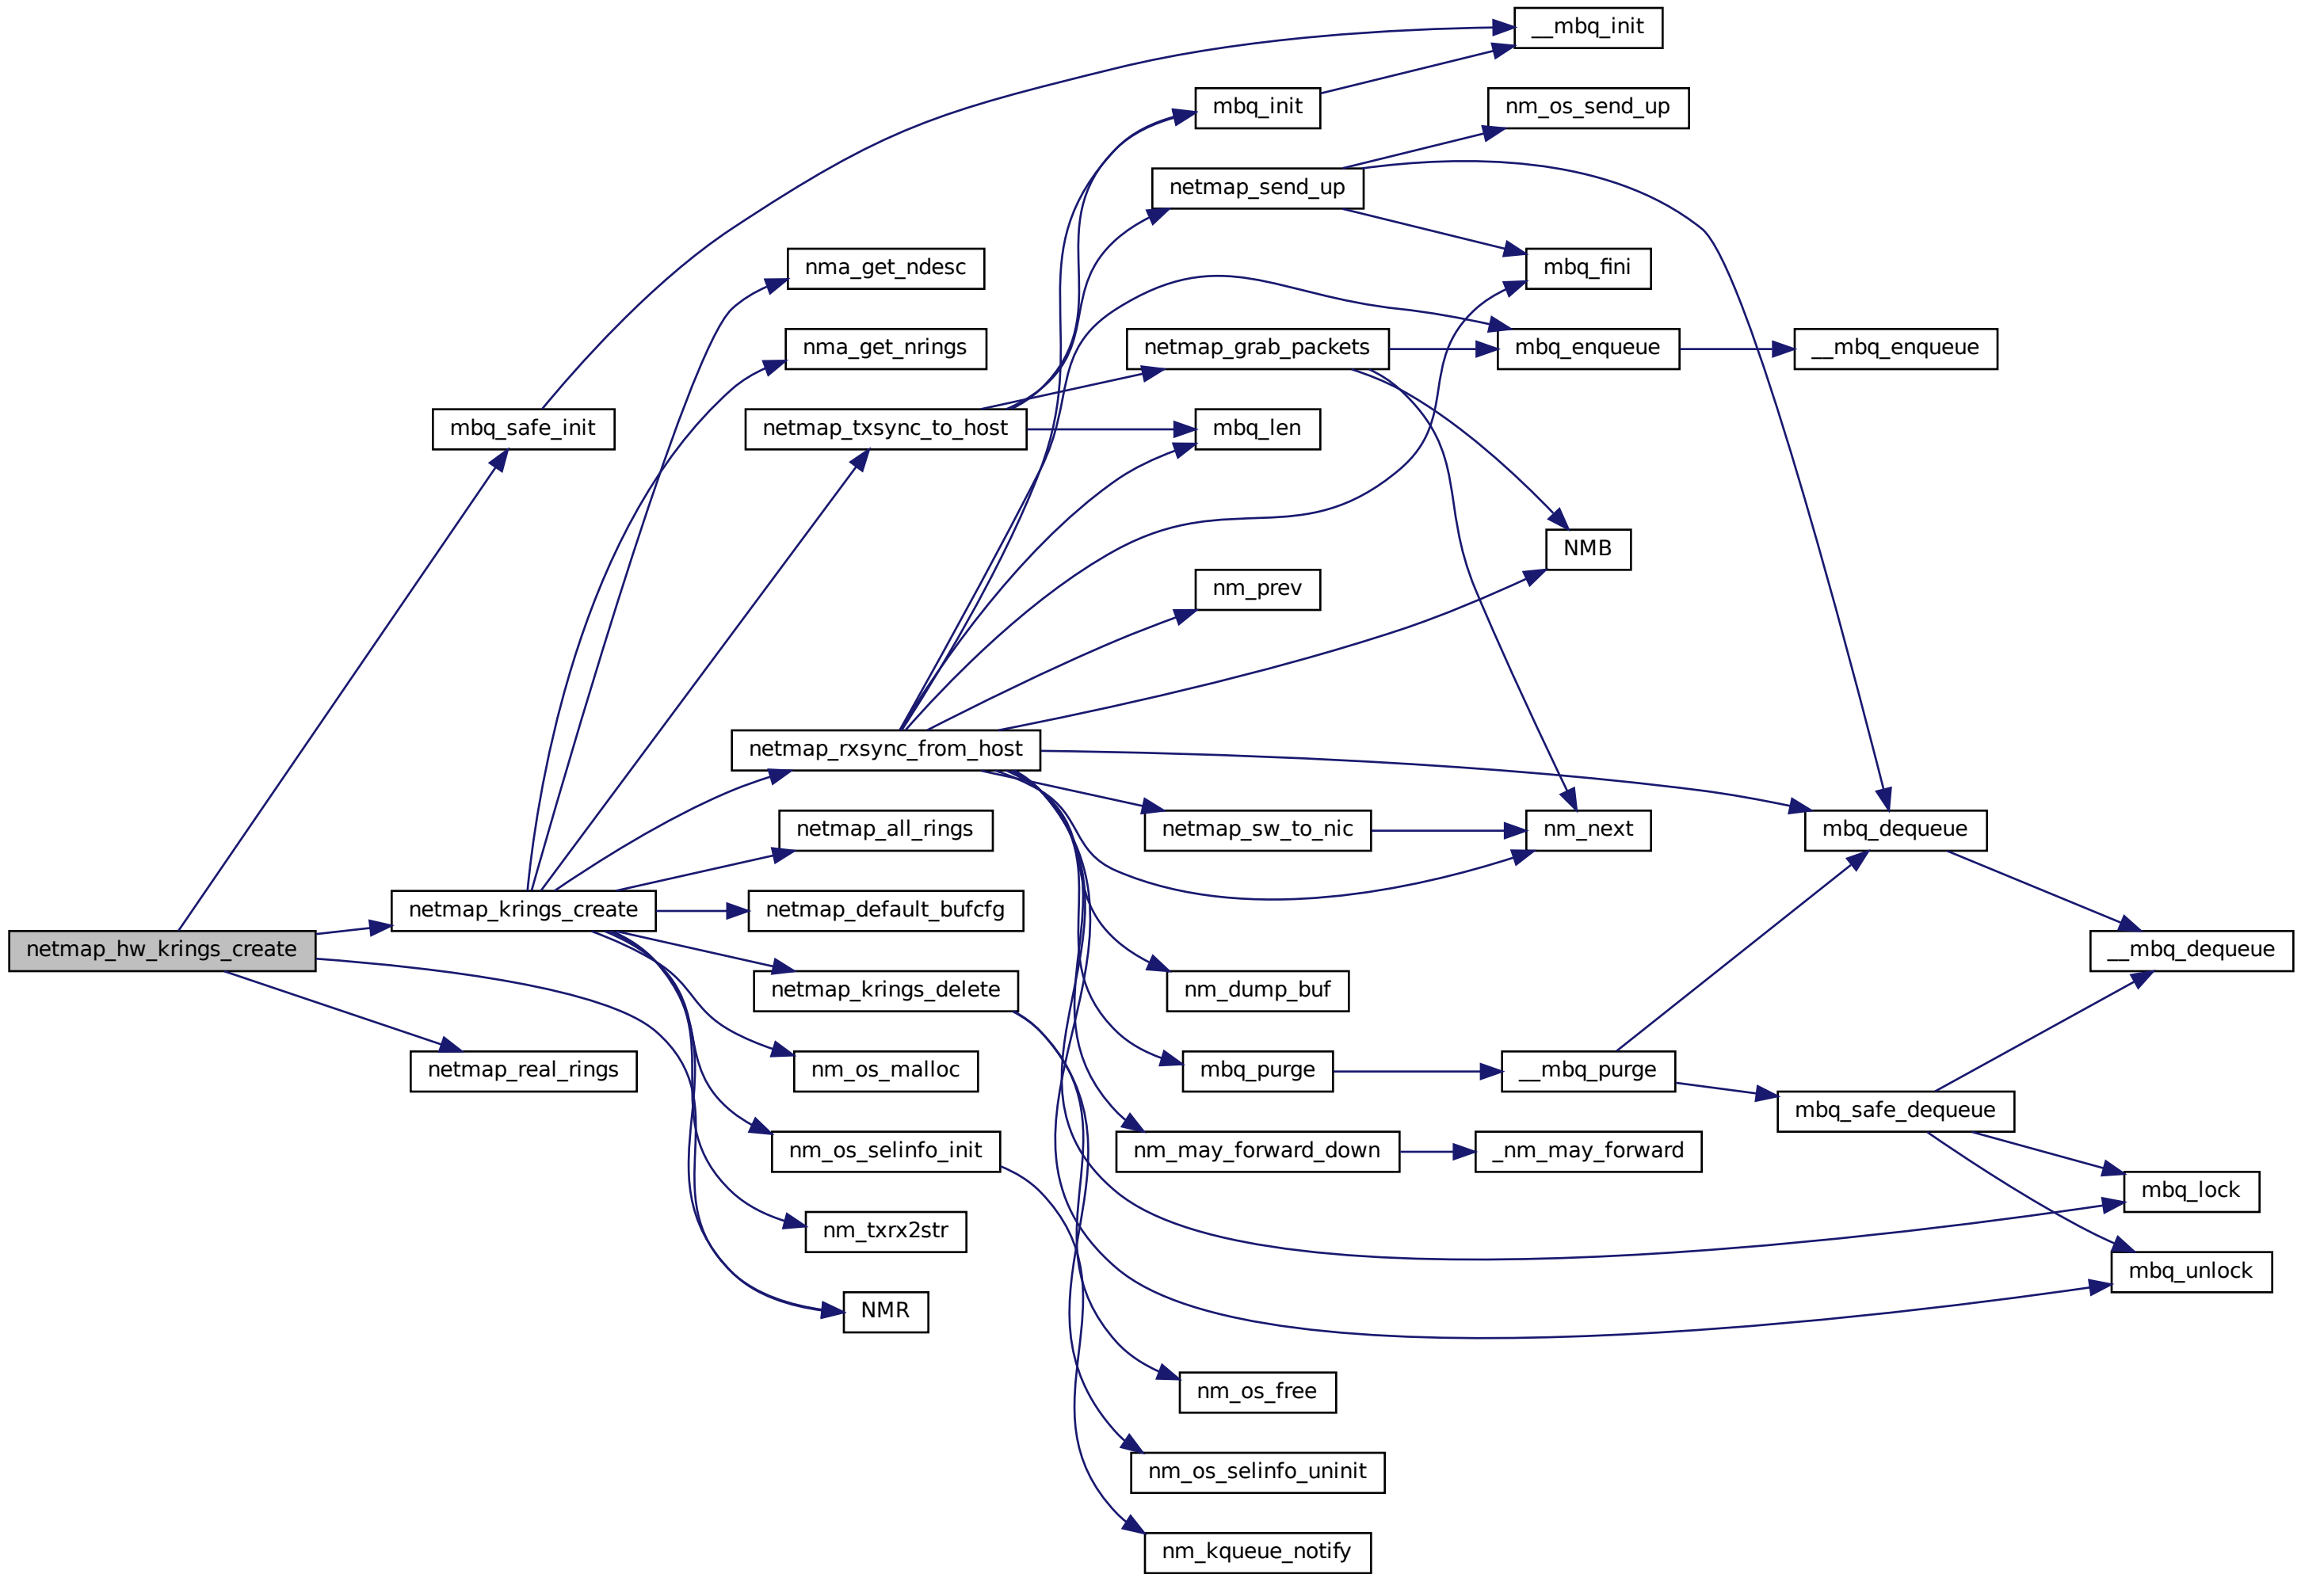 __mbq_init
mbq_init
nm_os_send_up
netmap_send_up
nma_get_ndesc
mbq_fini
nma_get_nrings
netmap_grab_packets
mbq_enqueue
__mbq_enqueue
mbq_safe_init
netmap_txsync_to_host
mbq_len
NMB
nm_prev
netmap_rxsync_from_host
netmap_all_rings
netmap_sw_to_nic
nm_next
mbq_dequeue
netmap_krings_create
netmap_default_bufcfg
netmap_hw_krings_create
__mbq_dequeue
netmap_krings_delete
nm_dump_buf
netmap_real_rings
nm_os_malloc
mbq_purge
__mbq_purge
mbq_safe_dequeue
nm_os_selinfo_init
nm_may_forward_down
_nm_may_forward
mbq_lock
nm_txrx2str
mbq_unlock
NMR
nm_os_free
nm_os_selinfo_uninit
nm_kqueue_notify